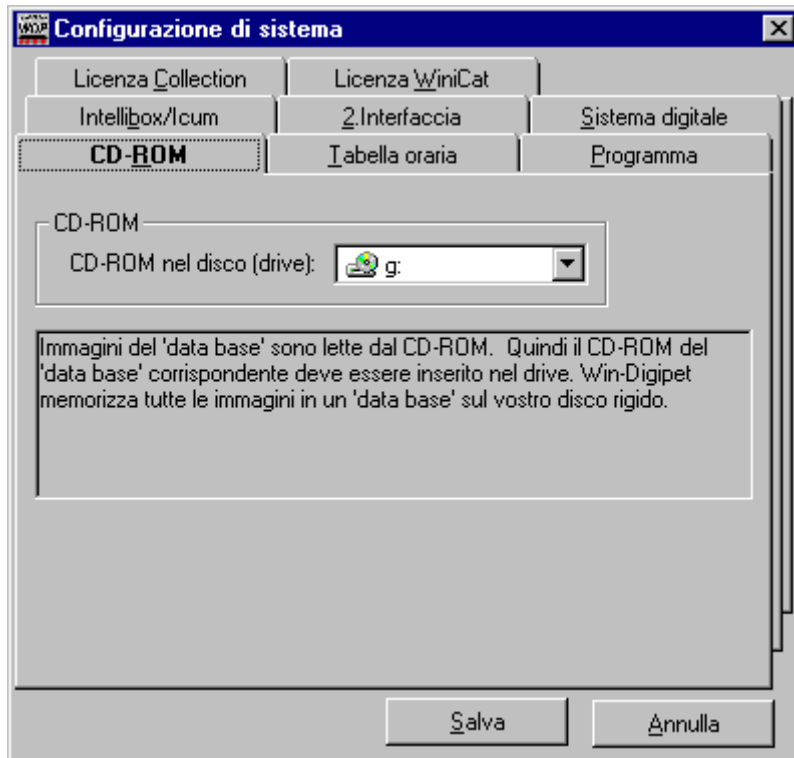 Configurazione di sistema
Licenza Collection
Licenza WiniCat
Intellibox/Icum
2.Interfaccia
Sistema digitale
CD-ROM
Tabella oraria
Programma
CD-ROM
CD-ROM nel disco (drive):
g:
Immagini del 'data base' sono lette dal CD-ROM.  Quindi il CD-ROM del
'data base' corrispondente deve essere inserito nel drive. Win-Digipet
memorizza tutte le immagini in un 'data base' sul vostro disco rigido.
Salva
Annulla